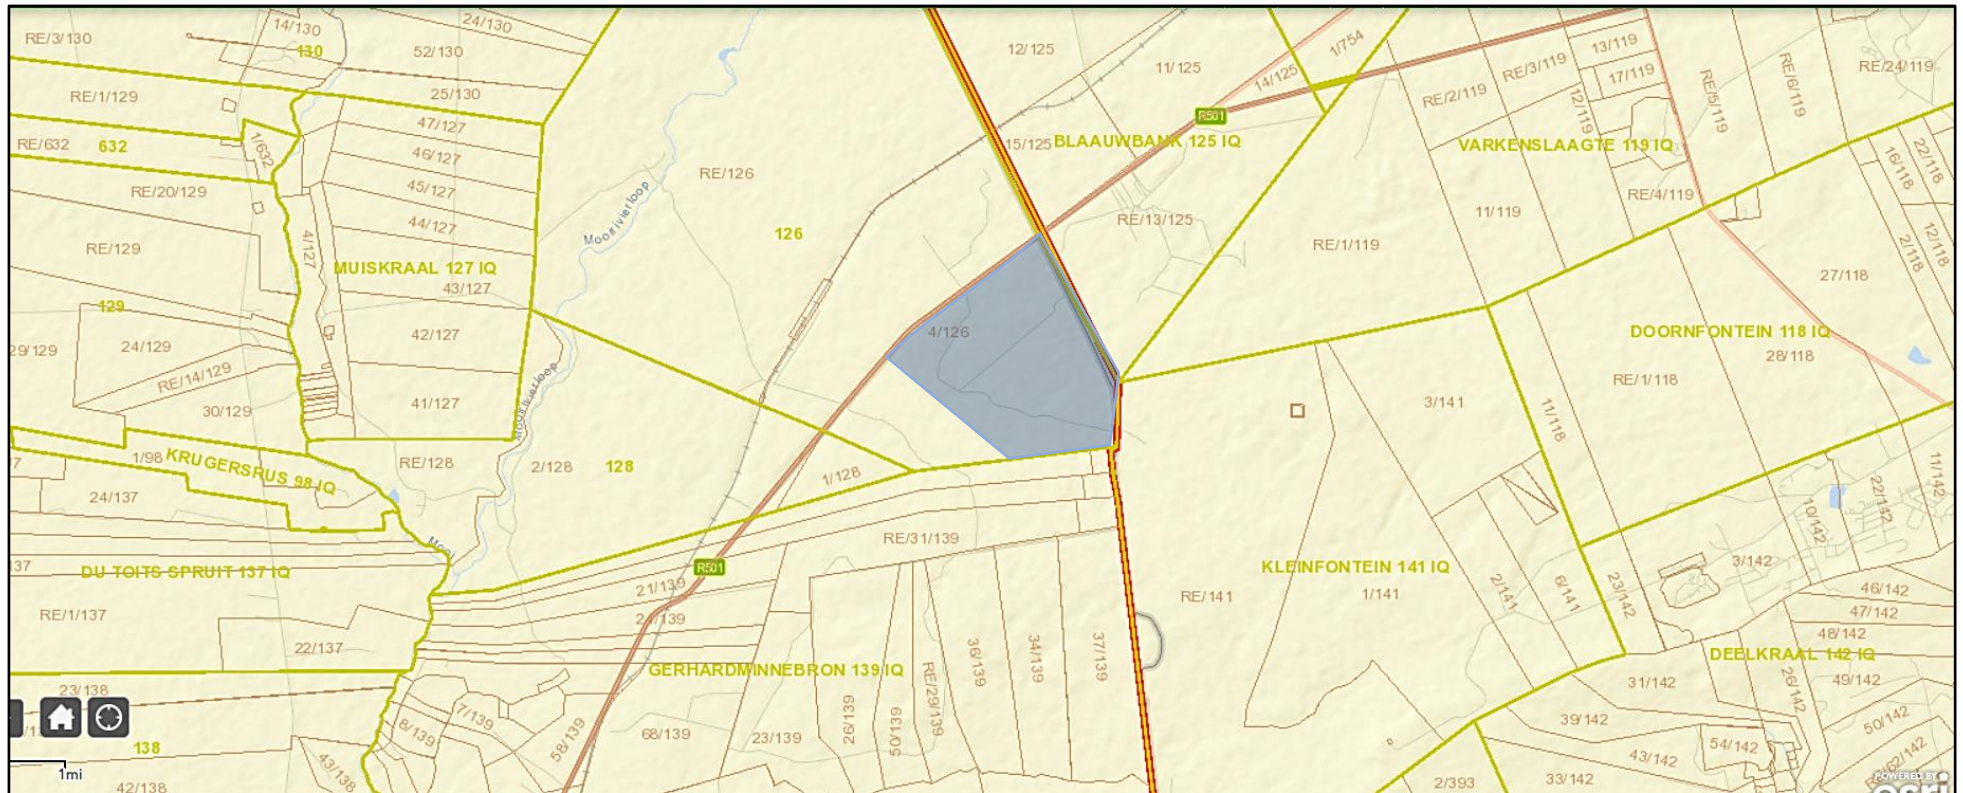 RE/3/130
14/130
24/130
130
52/130
12/125
11/125
1/754
14/125
RE/3/119
13/119
17/119
RE/5/119
RE/6/119
RE/24/119
RE/1/129
25/130
R501
RE/2/119
12/119
47/127
RE/632
632
1/632
46/127
15/125
BLAAUWBANK 125 IQ
VARKENSLAAGTE 119 IQ
16/118
22/118
RE/20/129
45/127
RE/126
RE/4/119
44/127
Mooirivierloop
126
RE/13/125
11/119
12/118
2/118
RE/129
4/127
RE/1/119
MUISKRAAL 127 IQ
43/127
27/118
129
42/127
4/126
DOORNFONTEIN 118 IQ
28/118
29/129
24/129
RE/14/129
RE/1/118
30/129
41/127
Mooirivierloop
3/141
11/118
1/98
KRUGERSRUS 98 IQ
RE/128
2/128
128
1/128
11/142
24/137
22/142
10/142
RE/31/139
Mooi
R501
DU TOITS SPRUIT 137 IQ
KLEINFONTEIN 141 IQ
3/142
21/139
RE/141
1/141
2/141
6/141
23/142
46/142
47/142
RE/1/137
48/142
22/137
GERHARDMINNEBRON 139 IQ
36/139
34/139
37/139
DEELKRAAL 142 IQ
23/138
31/142
26/142
49/142
7/139
8/139
58/139
68/139
23/139
26/139
50/139
RE/29/139
39/142
50/142
138
43/138
54/142
43/142
1mi
42/138
2/393
33/142
POWERED BY
esri